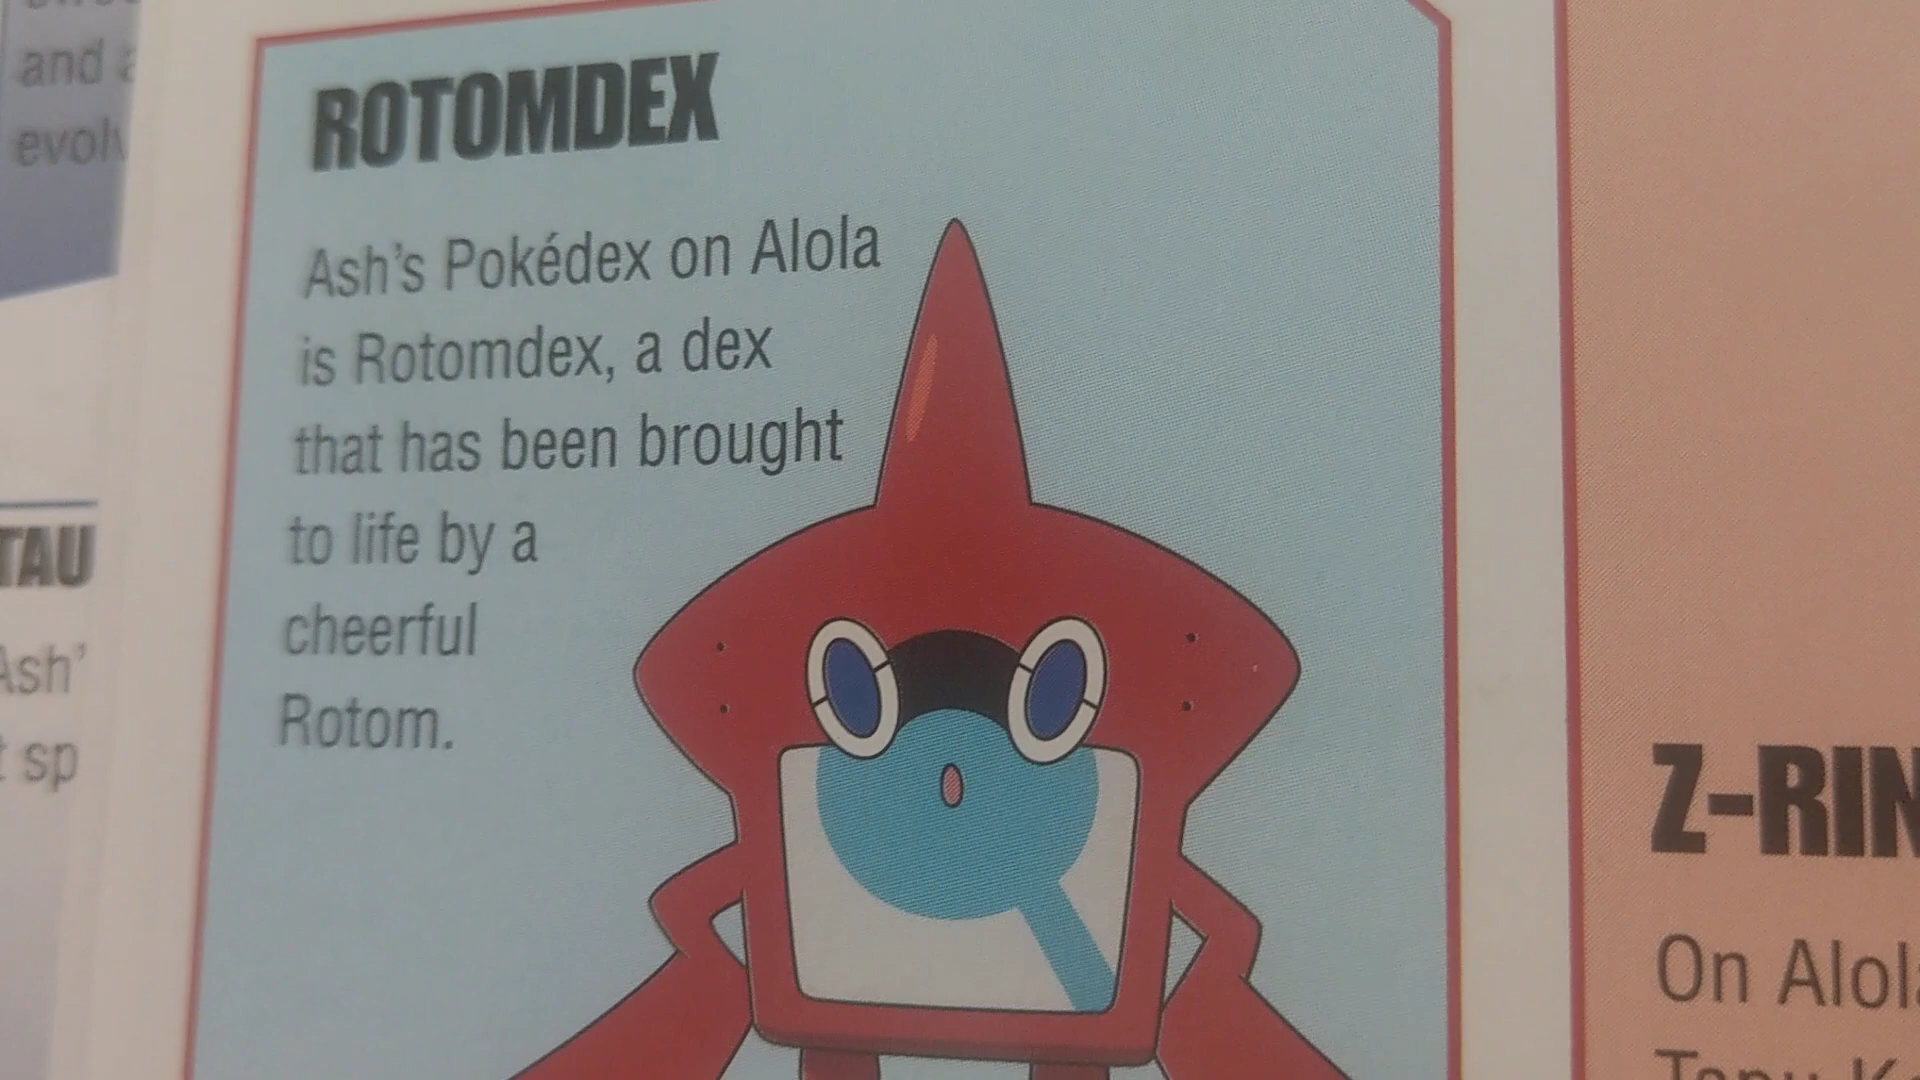 and
ROTOMDEX
Ash's Pokédex on Alola
is Rotomdex, a dex
that has been brought
to life by a
cheerful
Rotom.
TAU
Ash'
sp
Z-RIN
On Alol